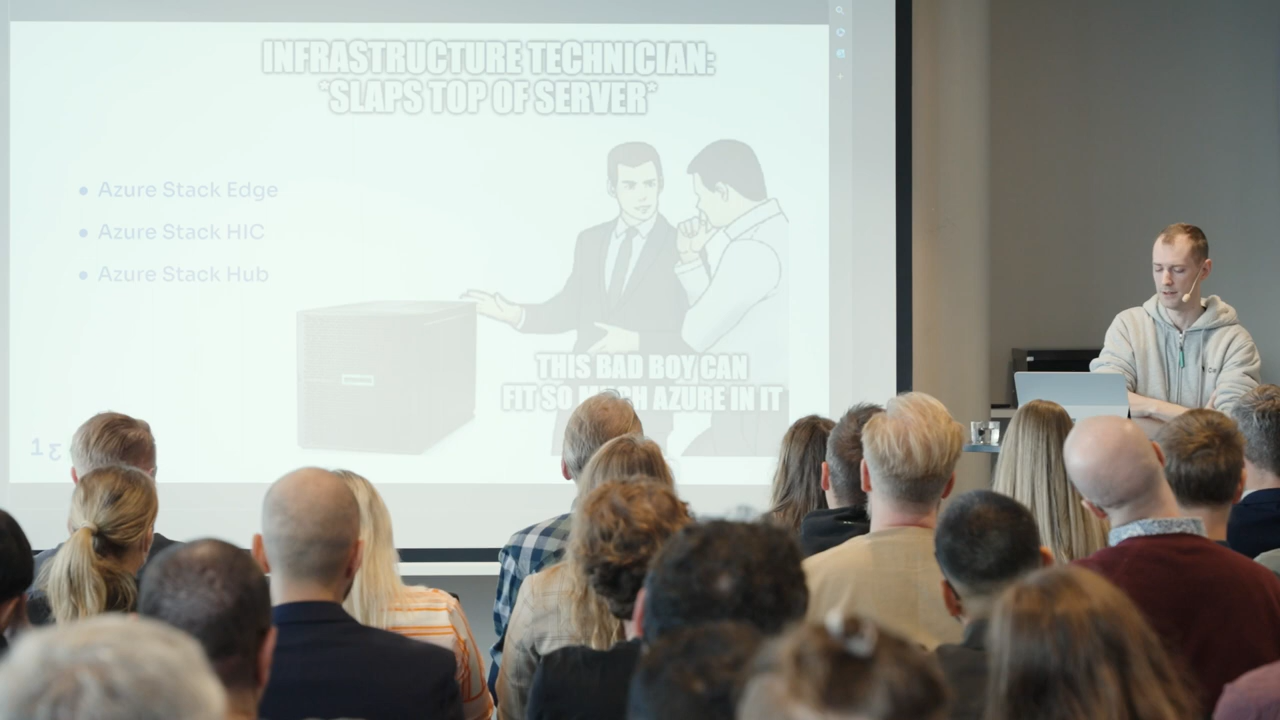 INFRASTRUCTURE TECHNICIAN:
*SLAPS TOP OF SERVER*
Azure Stack Edge
Azure Stack HIC
Azure Stack Hub
THIS BAD BOY CAN
FIT SO MUCH AZURE IN IT